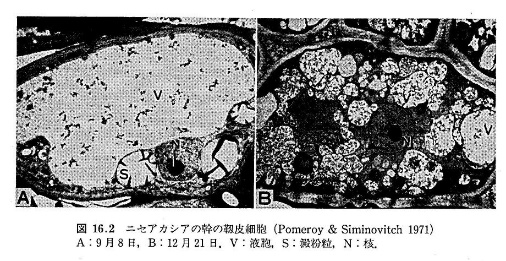 V
S
A
N
V
B
図 16.2 ニセアカシアの幹の靱皮細胞 (Pomeroy & Siminovitch 1971)
A：9月8日，B：12月21日．V：液胞，S：澱粉粒，N：核．